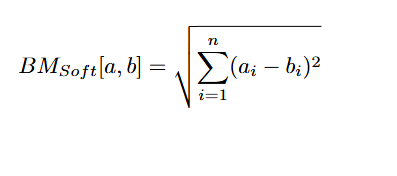 BM_{Soft}[a, b] = \sqrt{\sum_{i=1}^{n} (a_i - b_i)^2}